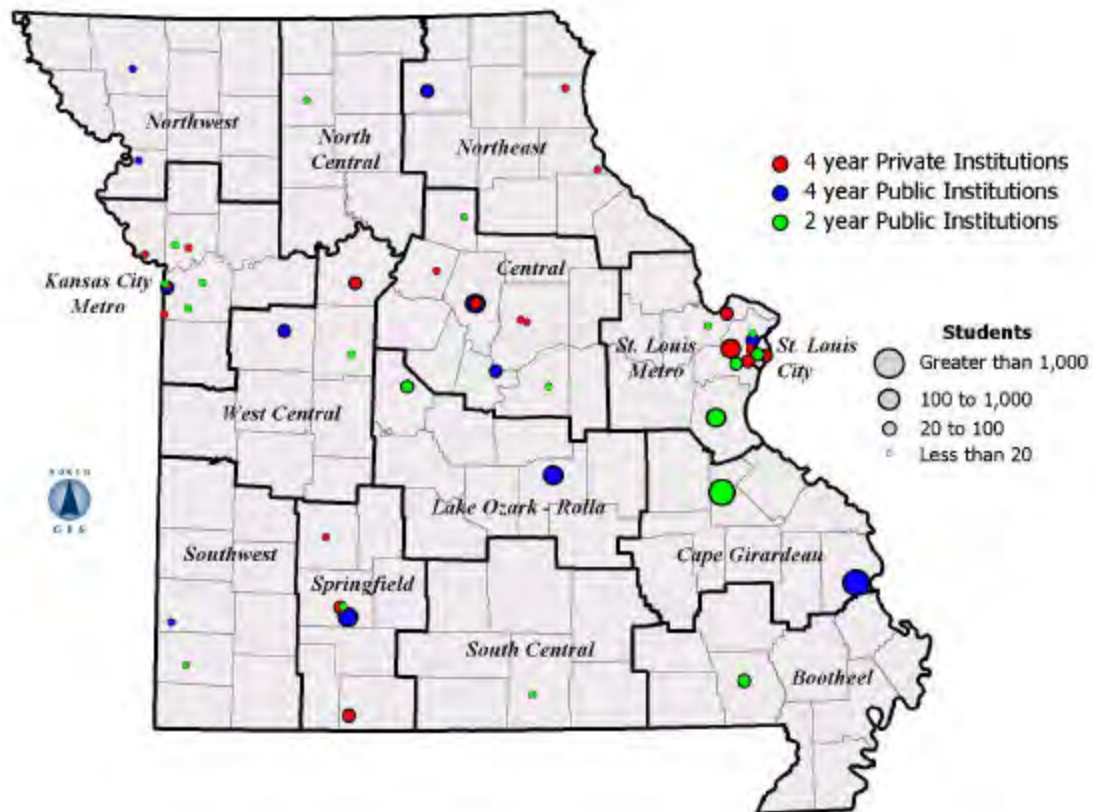 Northwest
North
Central
Northeast
4 year Private Institutions
4 year Public Institutions
2 year Public Institutions
Kansas City
Metro
Central
St. Louis
Metro
St. Louis
City
Students
Greater than 1,000
100 to 1,000
20 to 100
Less than 20
West Central
NORTH
GIS
Lake Ozark - Rolla
Southwest
Springfield
Cape Girardeau
South Central
Bootheel